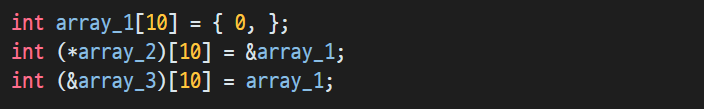 int array_1[10] = { 0, };
int (*array_2)[10] = &array_1;
int (&array_3)[10] = array_1;